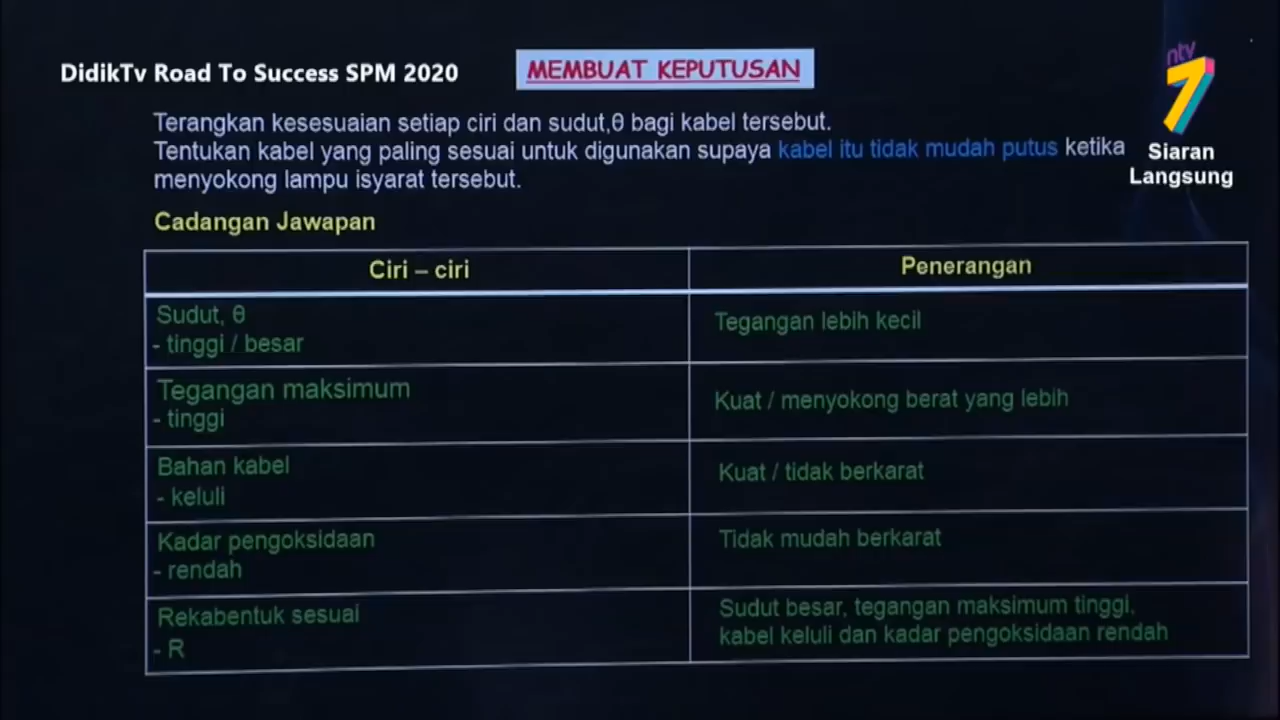 DidikTv Road To Success SPM 2020
MEMBUAT KEPUTUSAN
ntv
7
Siaran
Langsung
Terangkan kesesuaian setiap ciri dan sudut,θ bagi kabel tersebut.
Tentukan kabel yang paling sesuai untuk digunakan supaya kabel itu tidak mudah putus ketika
menyokong lampu isyarat tersebut.
Cadangan Jawapan
Ciri – ciri
Penerangan
Sudut, θ
- tinggi / besar
Tegangan lebih kecil
Tegangan maksimum
- tinggi
Kuat / menyokong berat yang lebih
Bahan kabel
- keluli
Kuat / tidak berkarat
Kadar pengoksidaan
- rendah
Tidak mudah berkarat
Rekabentuk sesuai
- R
Sudut besar, tegangan maksimum tinggi,
kabel keluli dan kadar pengoksidaan rendah